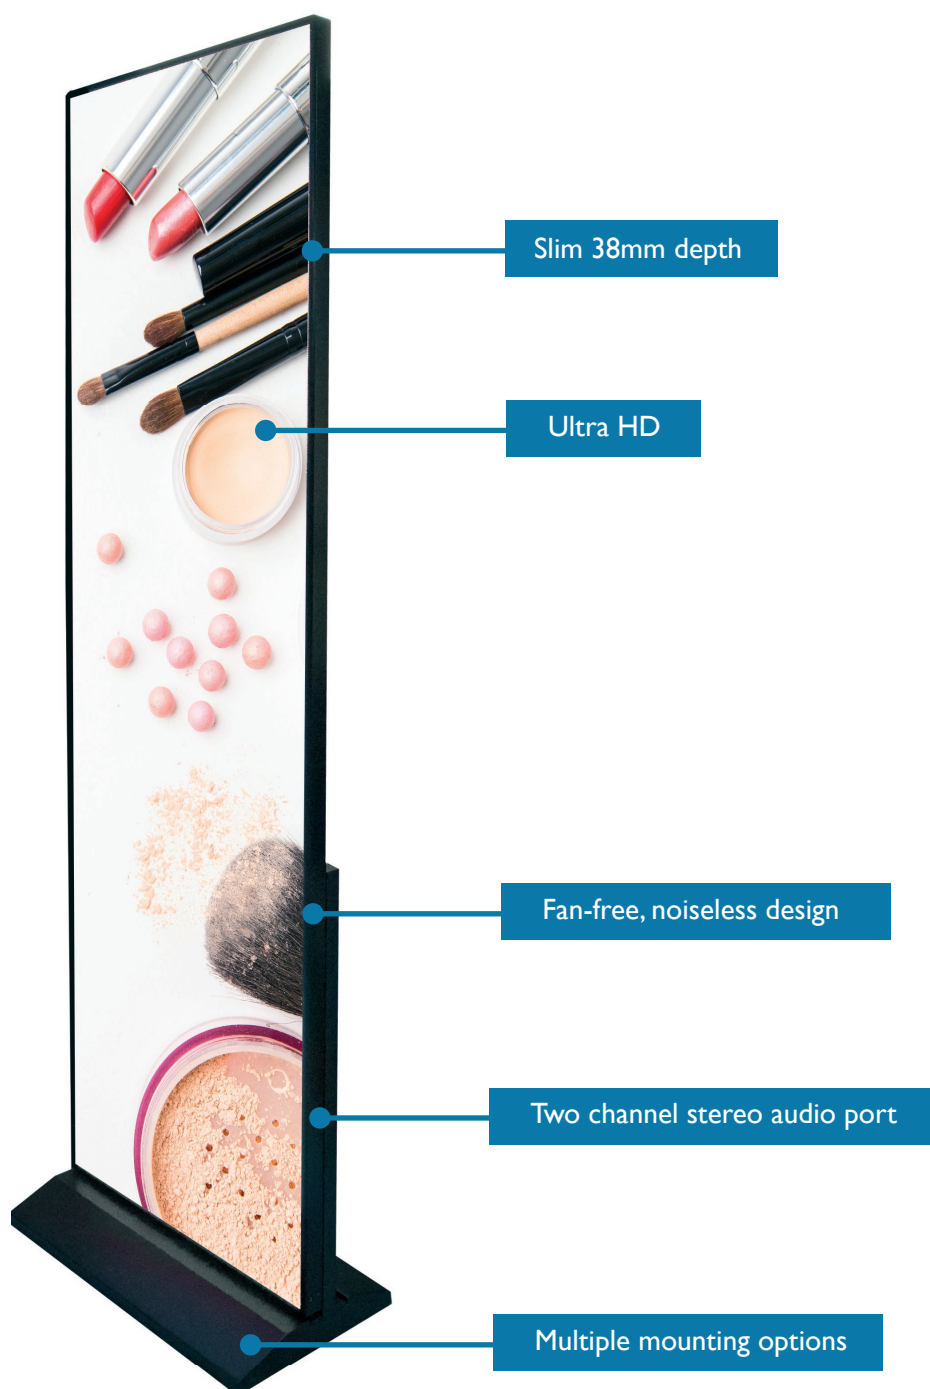 Slim 38mm depth
Ultra HD
Fan-free, noiseless design
Two channel stereo audio port
Multiple mounting options